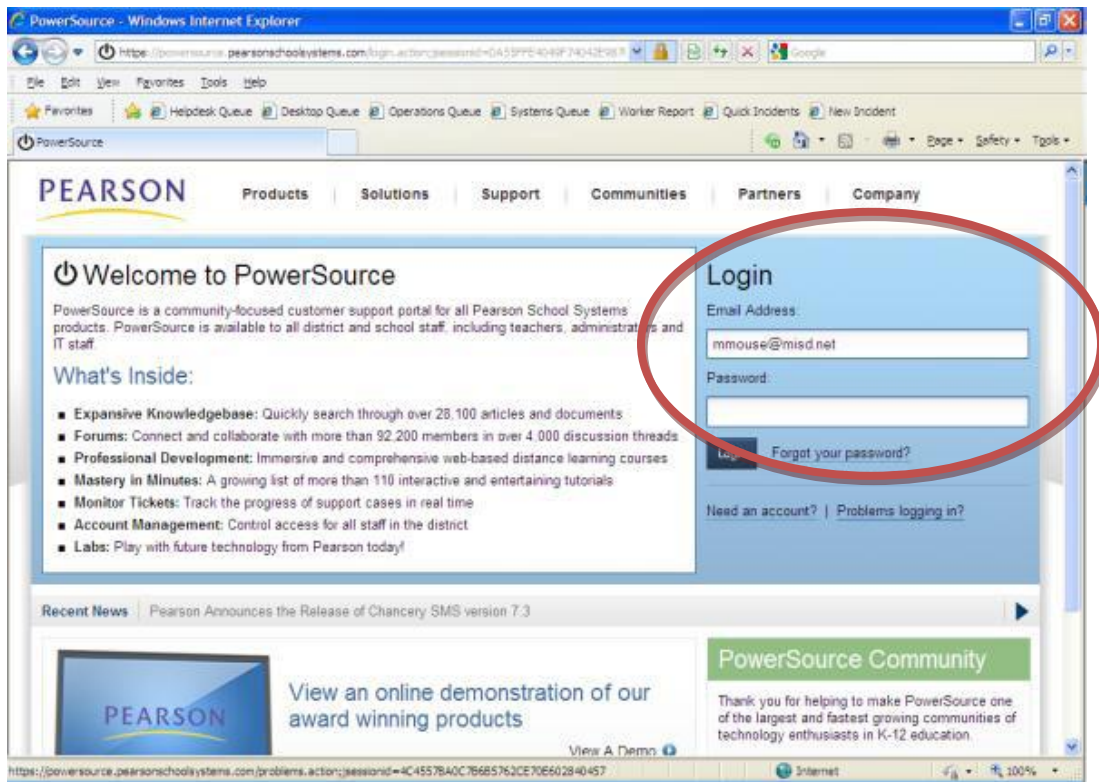 PowerSource - Windows Internet Explorer
pearsonschoolsystems.com
Google
File Edit View Favorites Tools Help
Favorites Helpdesk Queue Desktop Queue Operations Queue Systems Queue Worker Report Quick Incidents New Incident
PowerSource Page Safety Tools
PEARSON Products Solutions Support Communities Partners Company
Welcome to PowerSource
PowerSource is a community-focused customer support portal for all Pearson School Systems
products. PowerSource is available to all district and school staff, including teachers, administrators and
IT staff.
What's Inside:
Expansive Knowledgebase: Quickly search through over 28,100 articles and documents
Forums: Connect and collaborate with more than 92,200 members in over 4,000 discussion threads
Professional Development: Immersive and comprehensive web-based distance learning courses
Mastery in Minutes: A growing list of more than 110 interactive and entertaining tutorials
Monitor Tickets: Track the progress of support cases in real time
Account Management: Control access for all staff in the district
Labs: Play with future technology from Pearson today!
Login
Email Address:
mmouse@misd.net
Password:
Login Forgot your password?
Need an account? | Problems logging in?
Recent News Pearson Announces the Release of Chancery SMS version 7.3
PEARSON
View an online demonstration of our
award winning products
View A Demo
PowerSource Community
Thank you for helping to make PowerSource one
of the largest and fastest growing communities of
technology enthusiasts in K-12 education.
https://powersource.pearsonschoolsystems.com/problems.action;jsessionid=4C4557BA0C7B6B5762CE70E602840457 Internet 100%